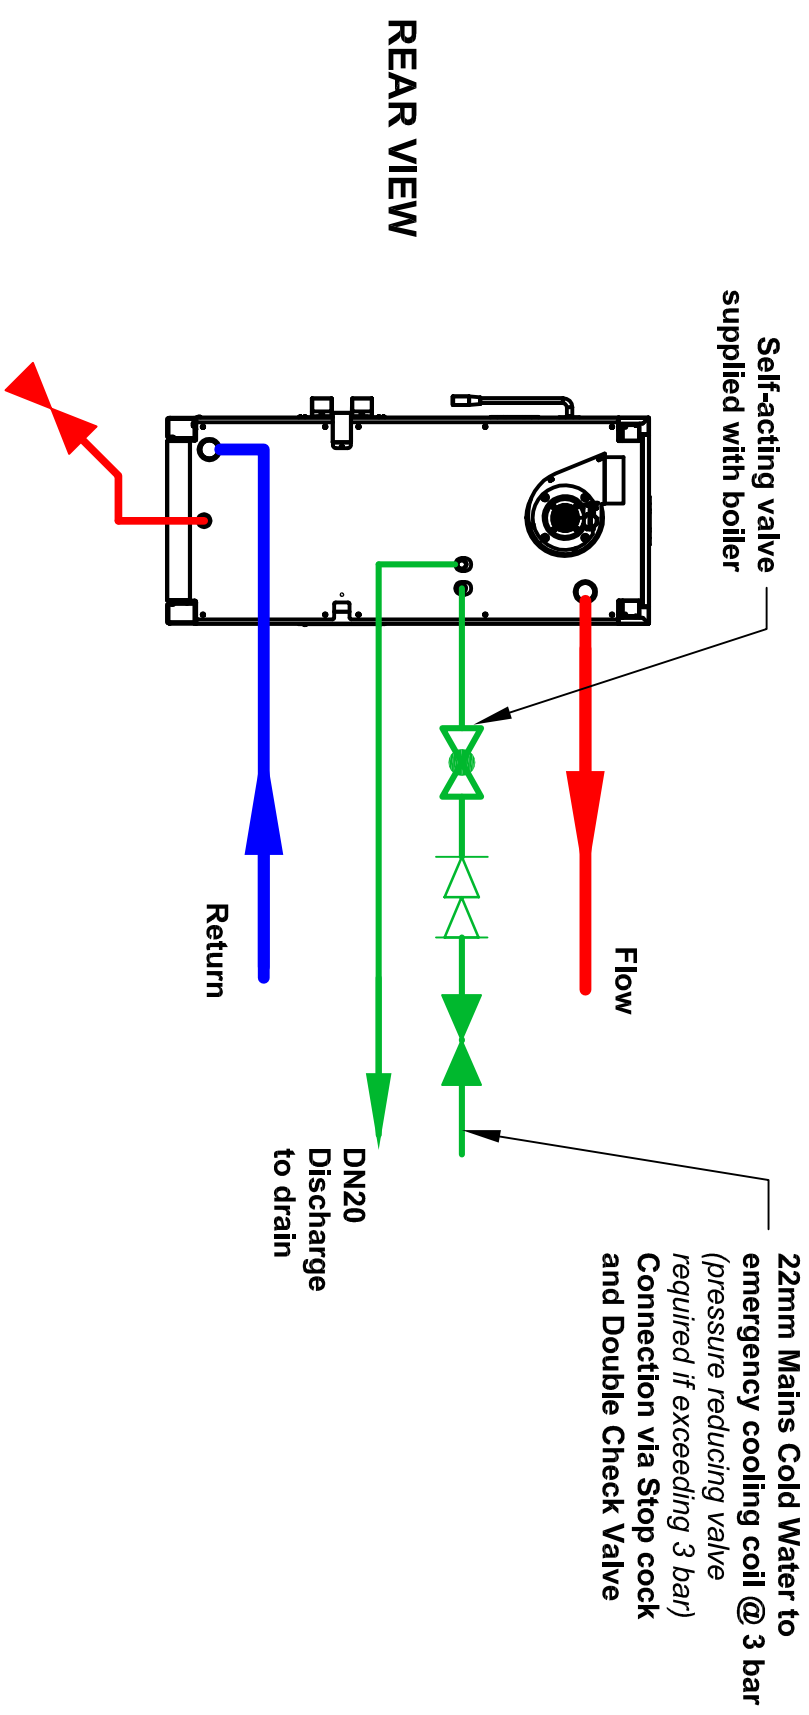 REAR VIEW
Self-acting valve
supplied with boiler
Flow
Return
DN20
Discharge
to drain
22mm Mains Cold Water to
emergency cooling coil @ 3 bar
(pressure reducing valve
required if exceeding 3 bar)
Connection via Stop cock
and Double Check Valve